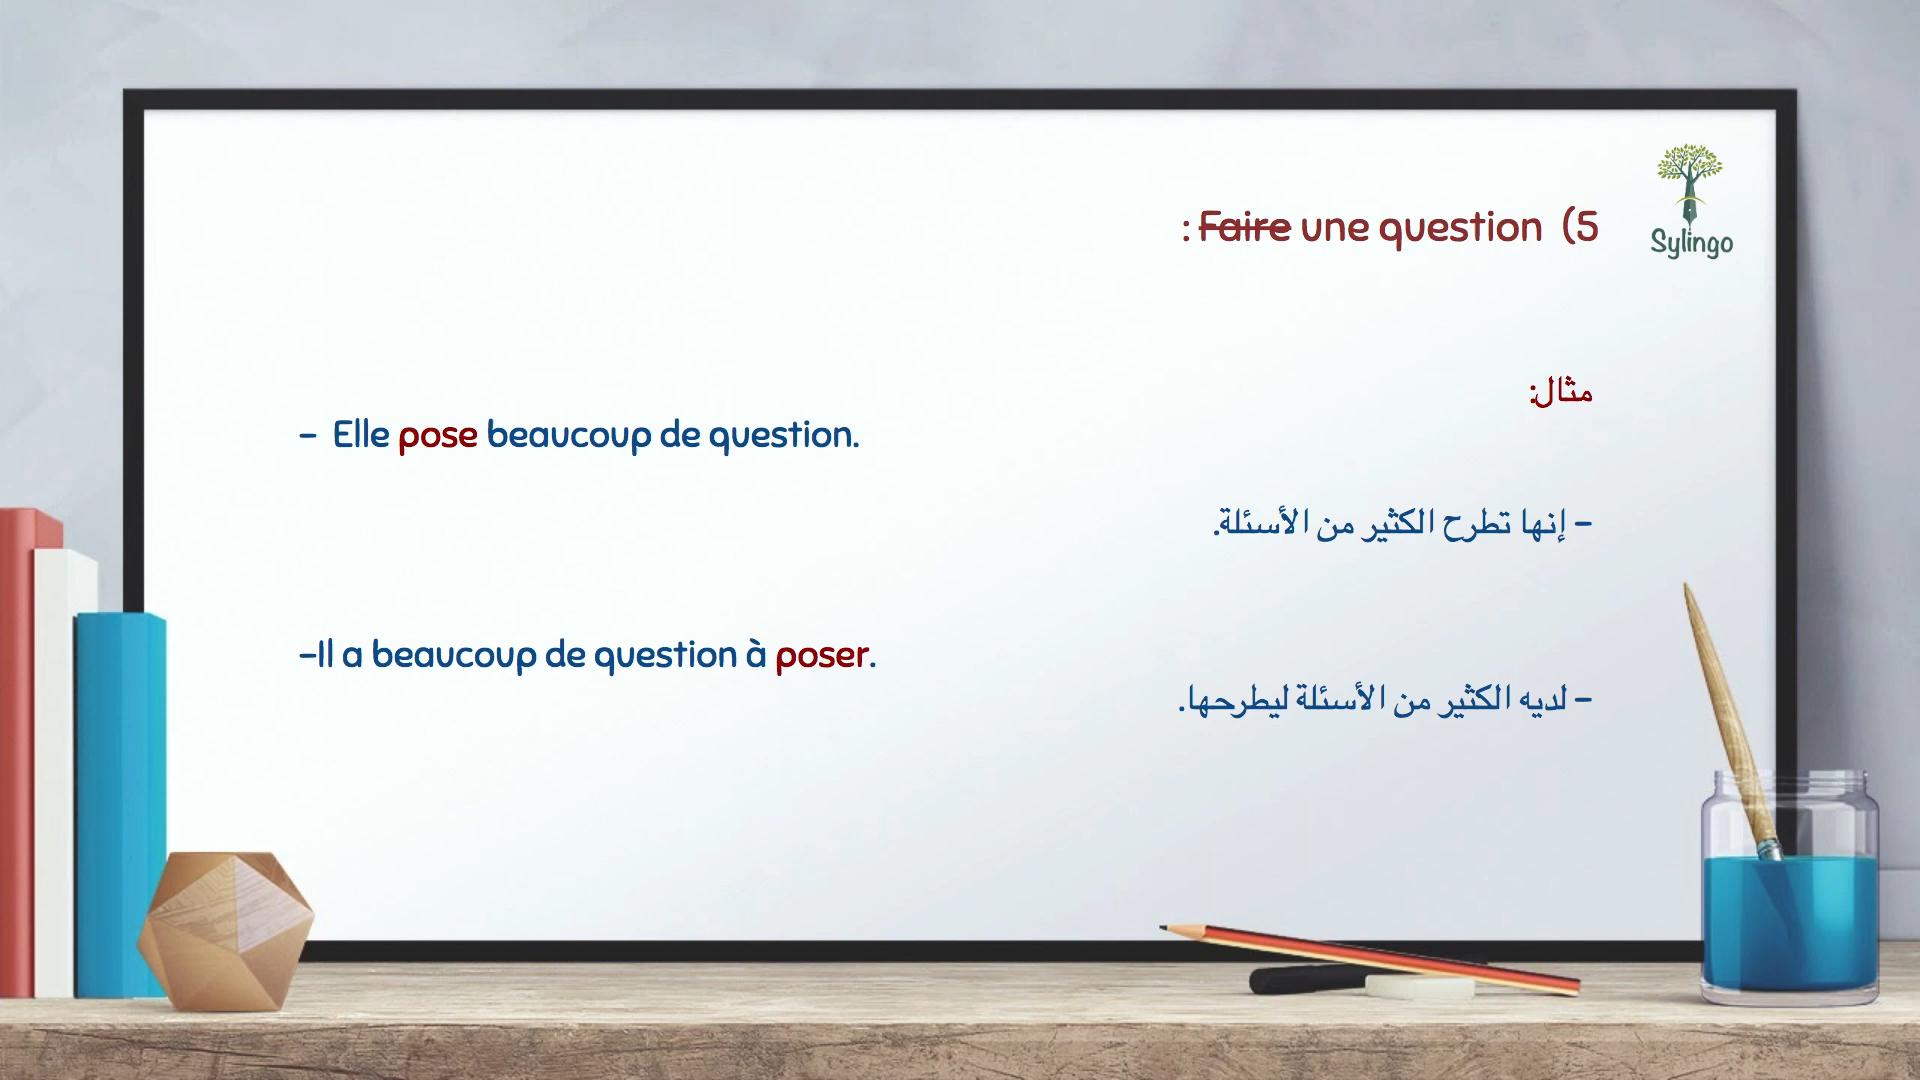 Sylingo
5) Faire une question :
مثال:
- Elle pose beaucoup de question.
- إنها تطرح الكثير من الأسئلة.
-Il a beaucoup de question à poser.
- لديه الكثير من الأسئلة ليطرحها.